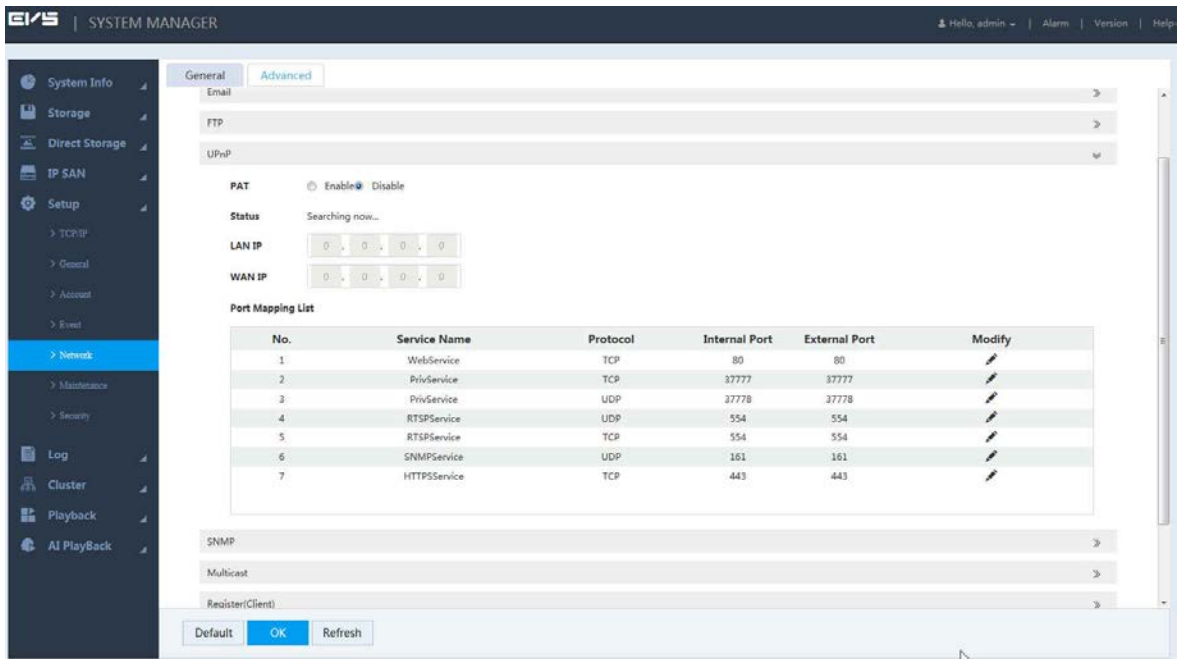 EVS | SYSTEM MANAGER
Hello, admin | Alarm | Version | Help
System Info
Storage
Direct Storage
IP SAN
Setup
> TCP/IP
> General
> Account
> Event
> Network
> Maintenance
> Security
Log
Cluster
Playback
AI PlayBack
General Advanced
Email
FTP
UPnP
PAT Enable Disable
Status Searching now...
LAN IP 0 . 0 . 0 . 0
WAN IP 0 . 0 . 0 . 0
Port Mapping List
No. Service Name Protocol Internal Port External Port Modify
1 WebService TCP 80 80
2 PrivService TCP 37777 37777
3 PrivService UDP 37778 37778
4 RTSPService UDP 554 554
5 RTSPService TCP 554 554
6 SNMPService UDP 161 161
7 HTTPSService TCP 443 443
SNMP
Multicast
Register(Client)
Default OK Refresh